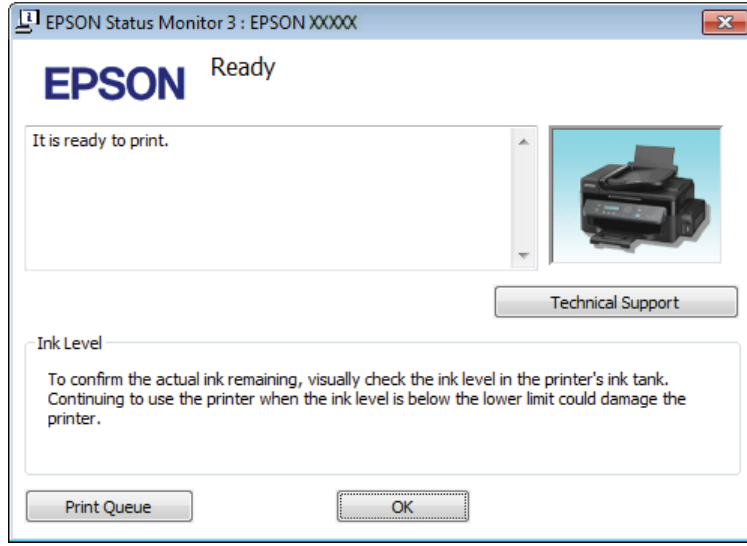 EPSON Status Monitor 3 : EPSON XXXXX
EPSON
Ready
It is ready to print.
Technical Support
Ink Level
To confirm the actual ink remaining, visually check the ink level in the printer's ink tank.
Continuing to use the printer when the ink level is below the lower limit could damage the
printer.
Print Queue
OK